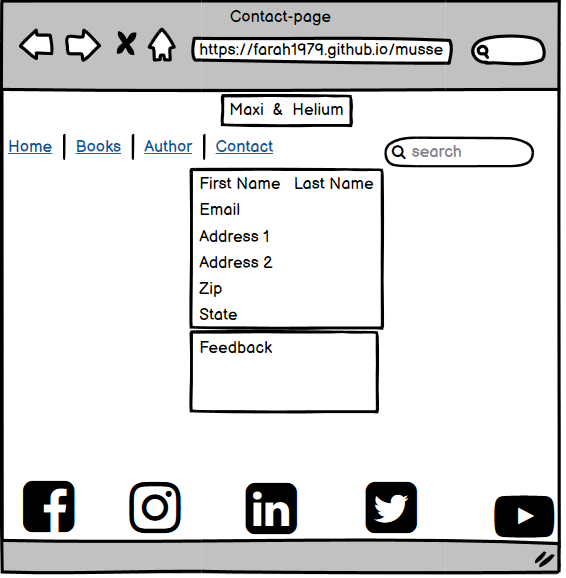 Contact-page
https://farah1979.github.io/musse
Maxi & Helium
Home Books Author Contact
search
First Name Last Name
Email
Address 1
Address 2
Zip
State
Feedback
in